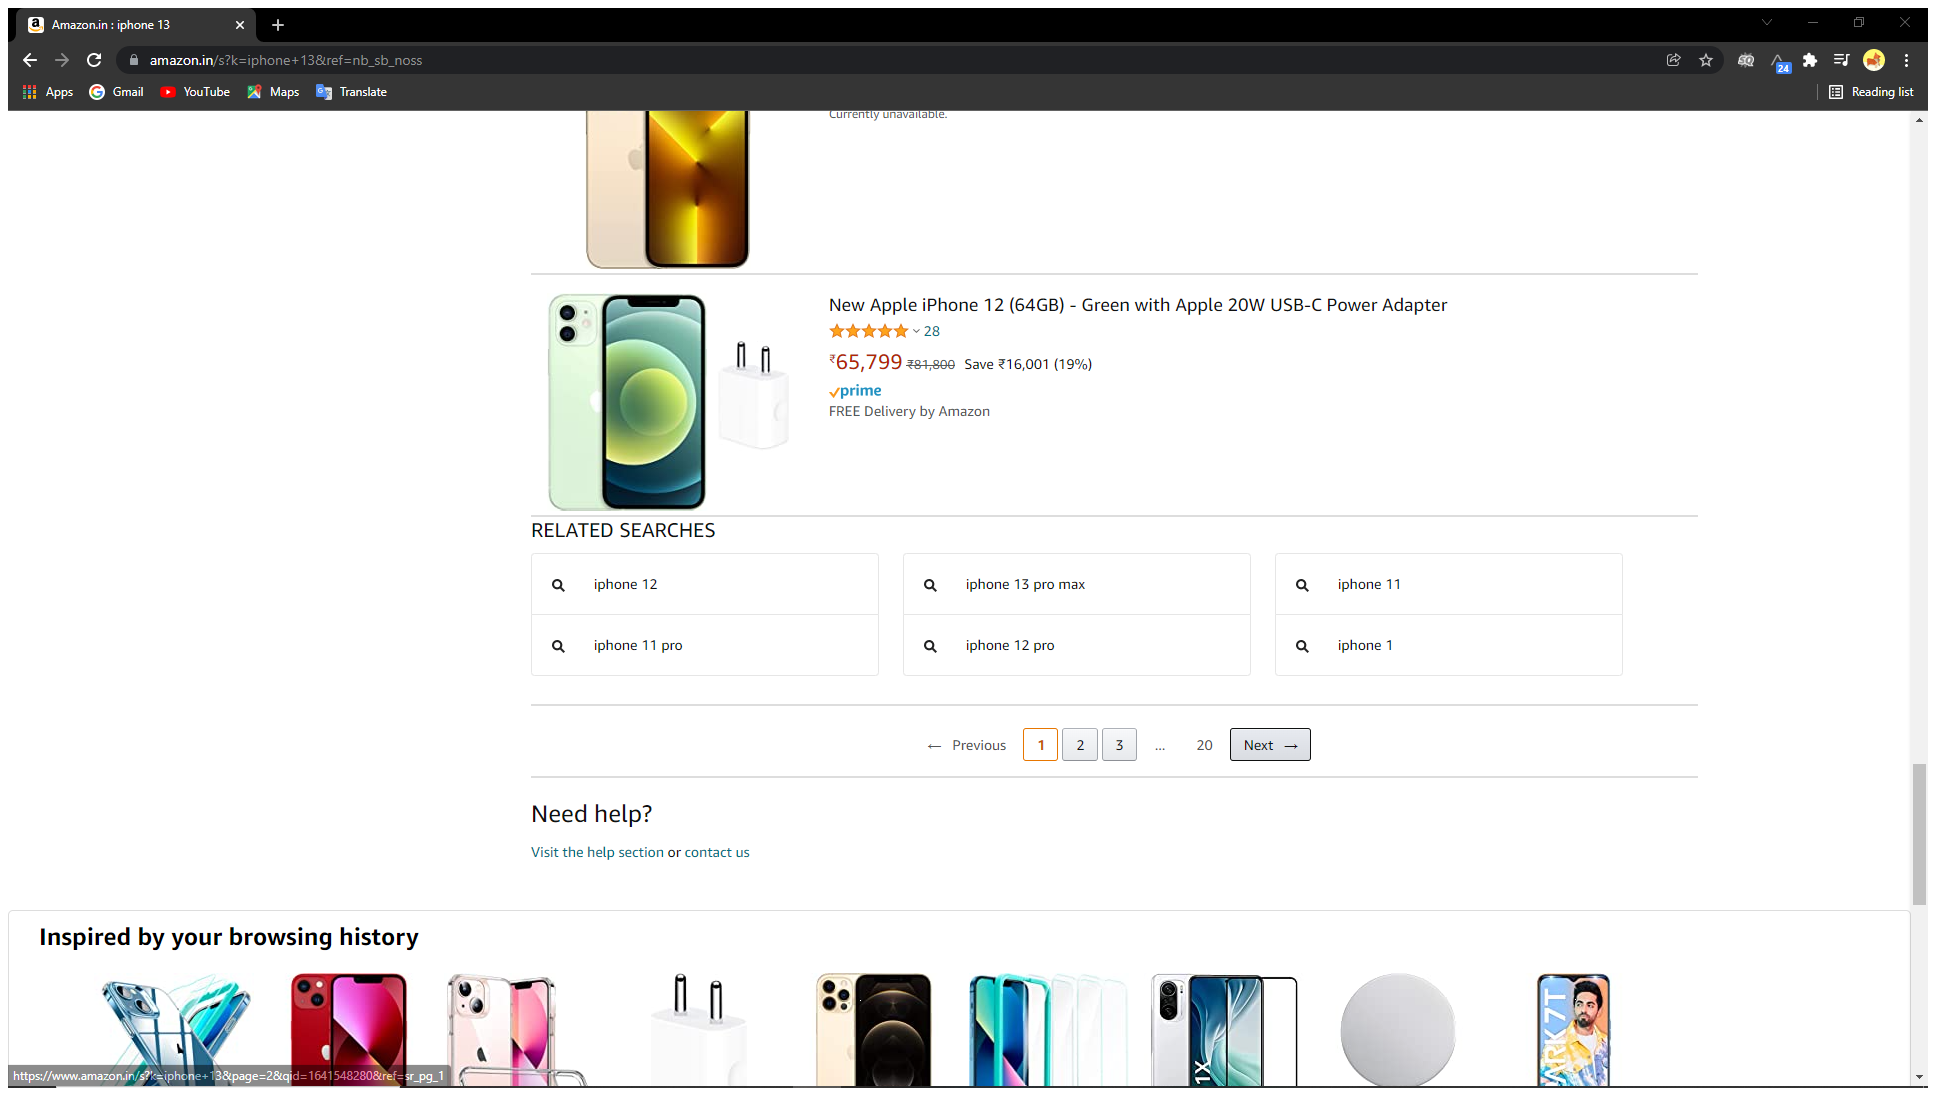 Amazon.in : iphone 13
amazon.in/s?k=iphone+13&ref=nb_sb_noss
24
Apps Gmail YouTube Maps Translate Reading list
Currently unavailable.
New Apple iPhone 12 (64GB) - Green with Apple 20W USB-C Power Adapter
28
₹65,799 ₹81,800 Save ₹16,001 (19%)
prime
FREE Delivery by Amazon
RELATED SEARCHES
iphone 12 iphone 13 pro max iphone 11
iphone 11 pro iphone 12 pro iphone 1
← Previous 1 2 3 ... 20 Next →
Need help?
Visit the help section or contact us
Inspired by your browsing history
1X
ARK 7T
https://www.amazon.in/s?k=iphone+13&page=2&qid=1641548280&ref=sr_pg_1